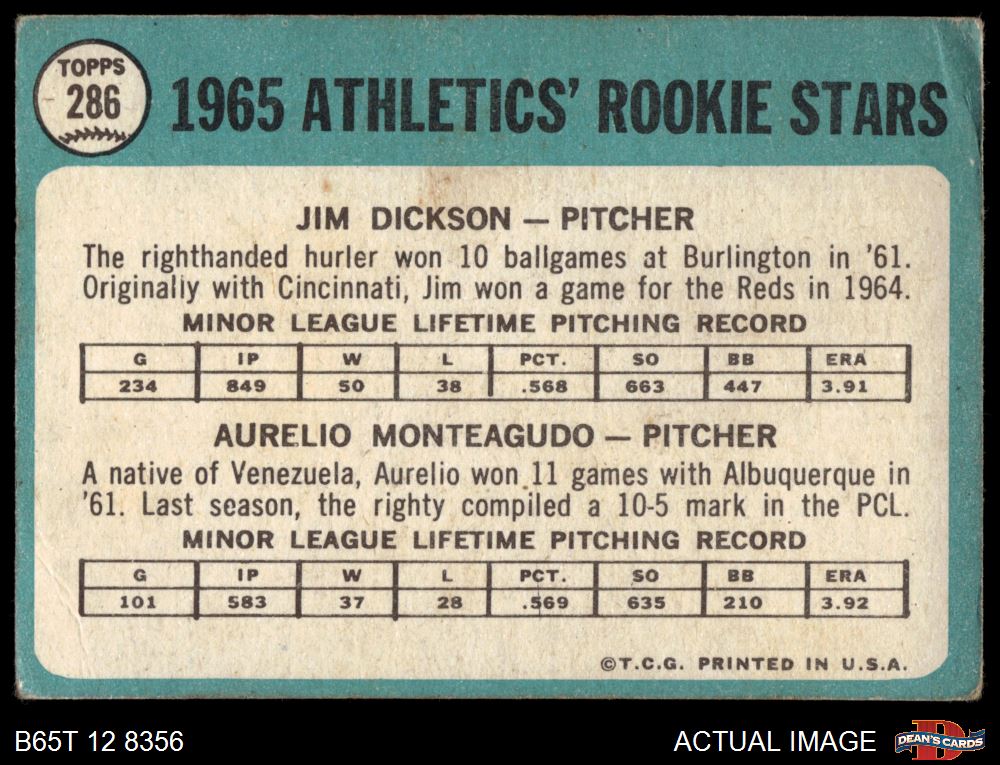 TOPPS
286
1965 ATHLETICS' ROOKIE STARS
JIM DICKSON — PITCHER
The righthanded hurler won 10 ballgames at Burlington in '61.
Originally with Cincinnati, Jim won a game for the Reds in 1964.
MINOR LEAGUE LIFETIME PITCHING RECORD
G IP W L PCT. SO BB ERA
234 849 50 38 .568 663 447 3.91
AURELIO MONTEAGUDO — PITCHER
A native of Venezuela, Aurelio won 11 games with Albuquerque in
'61. Last season, the righty compiled a 10-5 mark in the PCL.
MINOR LEAGUE LIFETIME PITCHING RECORD
G IP W L PCT. SO BB ERA
101 583 37 28 .569 635 210 3.92
©T.C.G. PRINTED IN U.S.A.
B65T 12 8356
ACTUAL IMAGE
DEAN'S CARDS